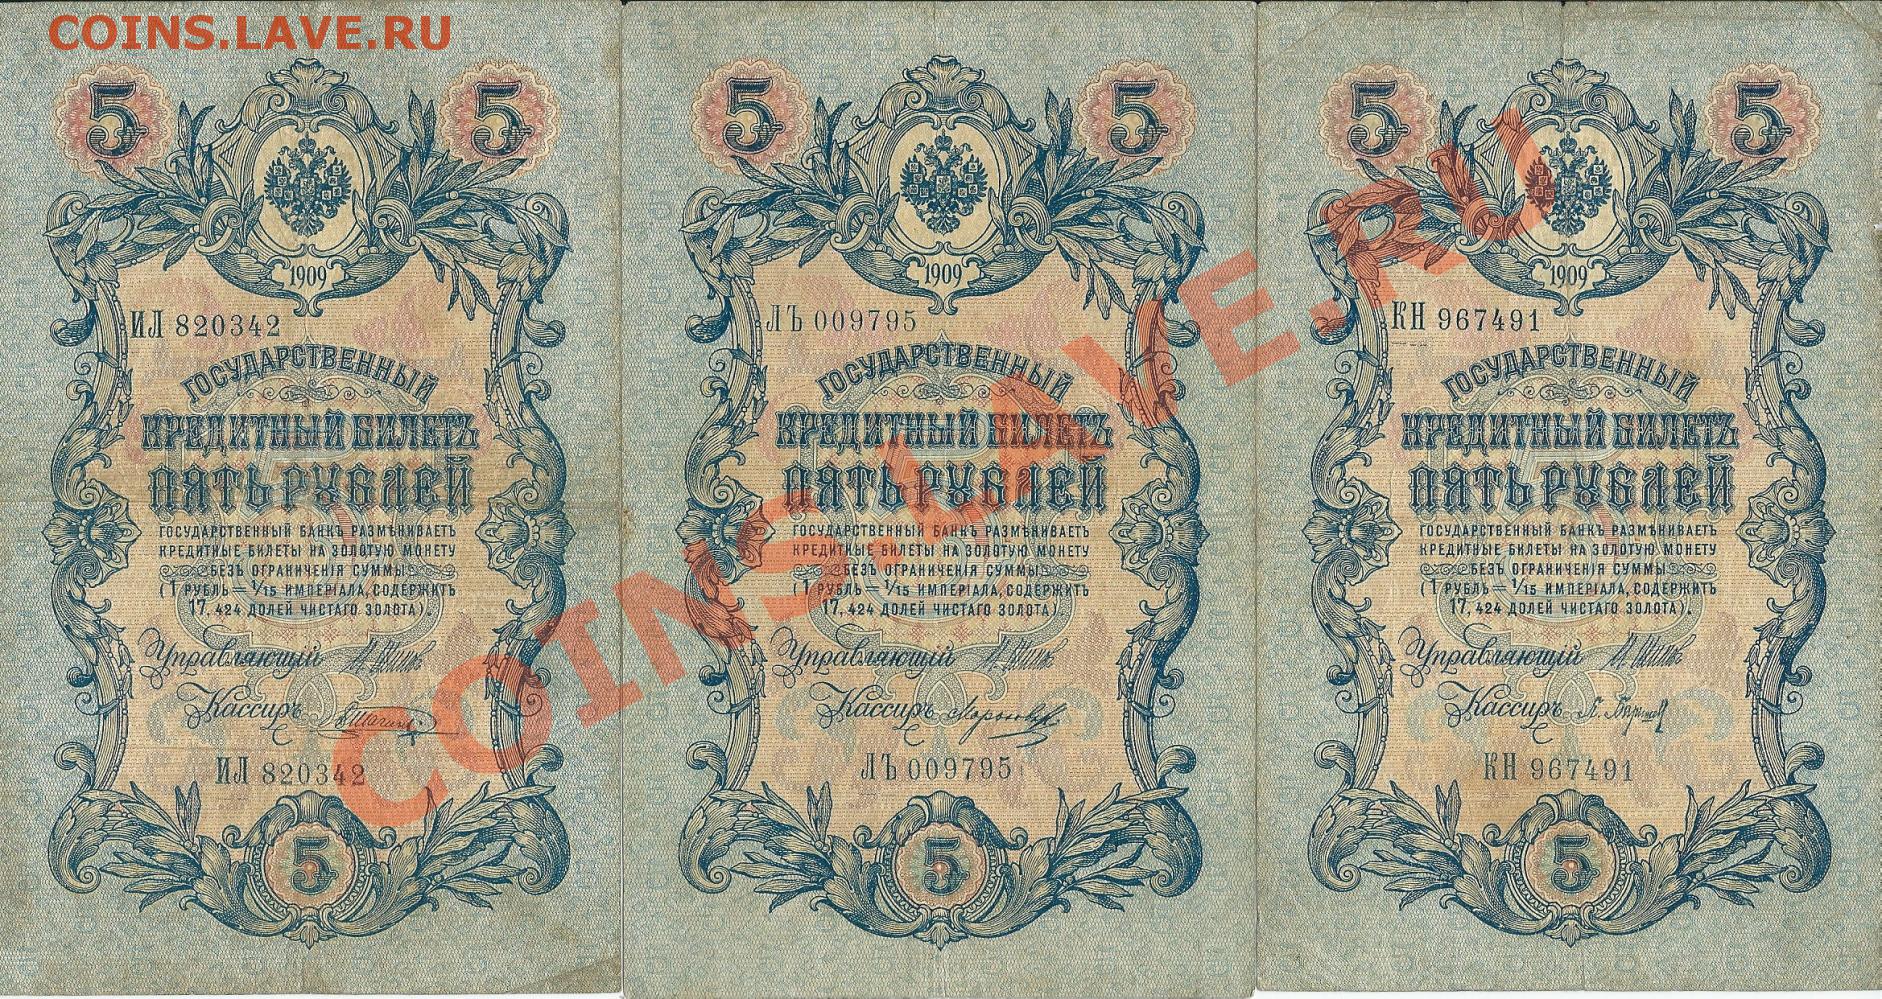 COINS.LAVE.RU
5 5
1909
ИЛ 820342
ГОСУДАРСТВЕННЫЙ
КРЕДИТНЫЙ БИЛЕТЪ
ПЯТЬ РУБЛЕЙ
ГОСУДАРСТВЕННЫЙ БАНКЪ РАЗМѢНИВАЕТЪ
КРЕДИТНЫЕ БИЛЕТЫ НА ЗОЛОТУЮ МОНЕТУ
БЕЗЪ ОГРАНИЧЕНІЯ СУММЫ
(1 РУБЛЬ = 1/15 ИМПЕРІАЛА, СОДЕРЖИТЪ
17,424 ДОЛЕЙ ЧИСТАГО ЗОЛОТА).
Управляющій
Кассиръ
ИЛ 820342
5
5 5
1909
ЛЪ 009795
ГОСУДАРСТВЕННЫЙ
КРЕДИТНЫЙ БИЛЕТЪ
ПЯТЬ РУБЛЕЙ
ГОСУДАРСТВЕННЫЙ БАНКЪ РАЗМѢНИВАЕТЪ
КРЕДИТНЫЕ БИЛЕТЫ НА ЗОЛОТУЮ МОНЕТУ
БЕЗЪ ОГРАНИЧЕНІЯ СУММЫ
(1 РУБЛЬ = 1/15 ИМПЕРІАЛА, СОДЕРЖИТЪ
17,424 ДОЛЕЙ ЧИСТАГО ЗОЛОТА).
Управляющій
Кассиръ
ЛЪ 009795
5
5 5
1909
КН 967491
ГОСУДАРСТВЕННЫЙ
КРЕДИТНЫЙ БИЛЕТЪ
ПЯТЬ РУБЛЕЙ
ГОСУДАРСТВЕННЫЙ БАНКЪ РАЗМѢНИВАЕТЪ
КРЕДИТНЫЕ БИЛЕТЫ НА ЗОЛОТУЮ МОНЕТУ
БЕЗЪ ОГРАНИЧЕНІЯ СУММЫ
(1 РУБЛЬ = 1/15 ИМПЕРІАЛА, СОДЕРЖИТЪ
17,424 ДОЛЕЙ ЧИСТАГО ЗОЛОТА).
Управляющій
Кассиръ
КН 967491
5
COINS.LAVE.RU